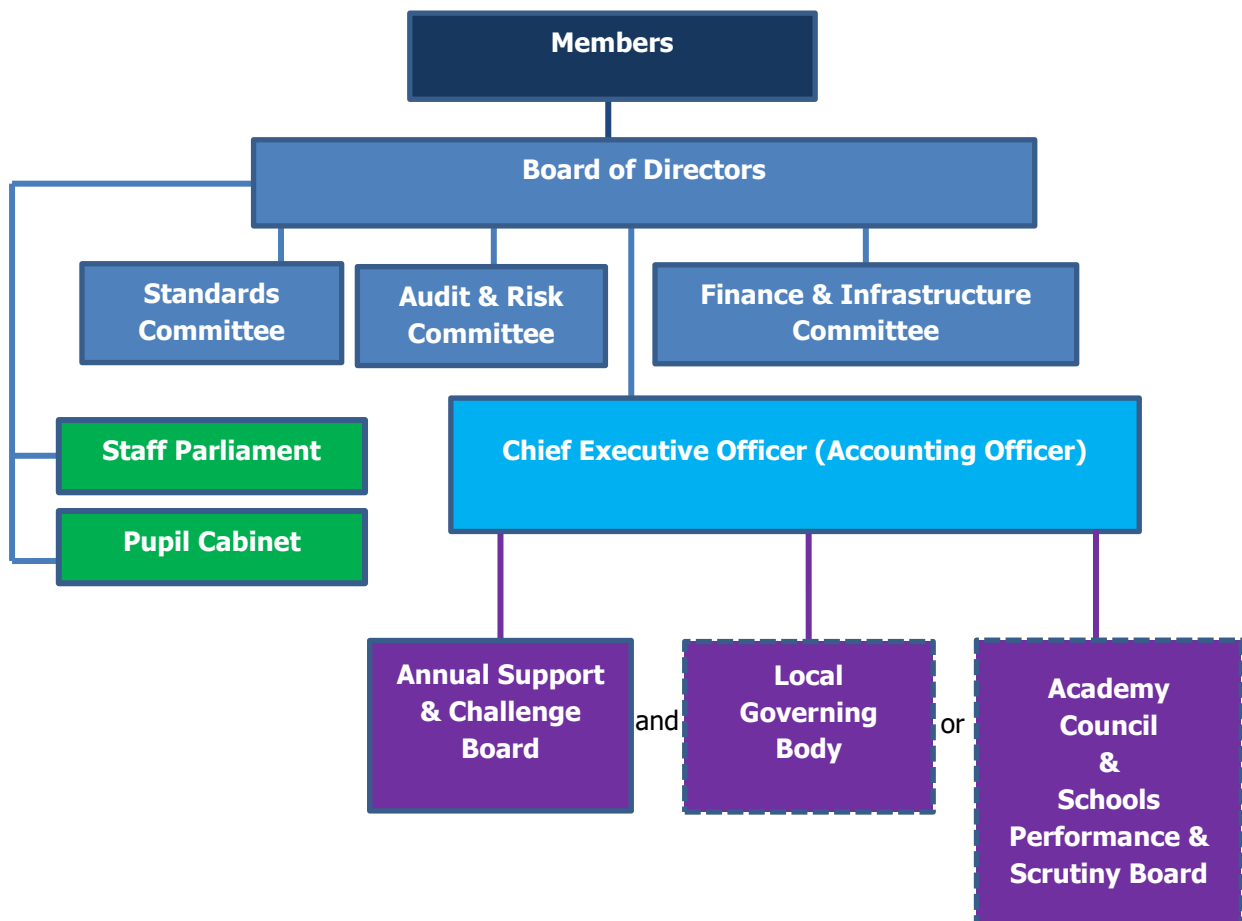 Members
Board of Directors
Standards
Committee
Audit & Risk
Committee
Finance & Infrastructure
Committee
Staff Parliament
Pupil Cabinet
Chief Executive Officer (Accounting Officer)
Annual Support
& Challenge
Board
and
Local
Governing
Body
or
Academy
Council
&
Schools
Performance &
Scrutiny Board